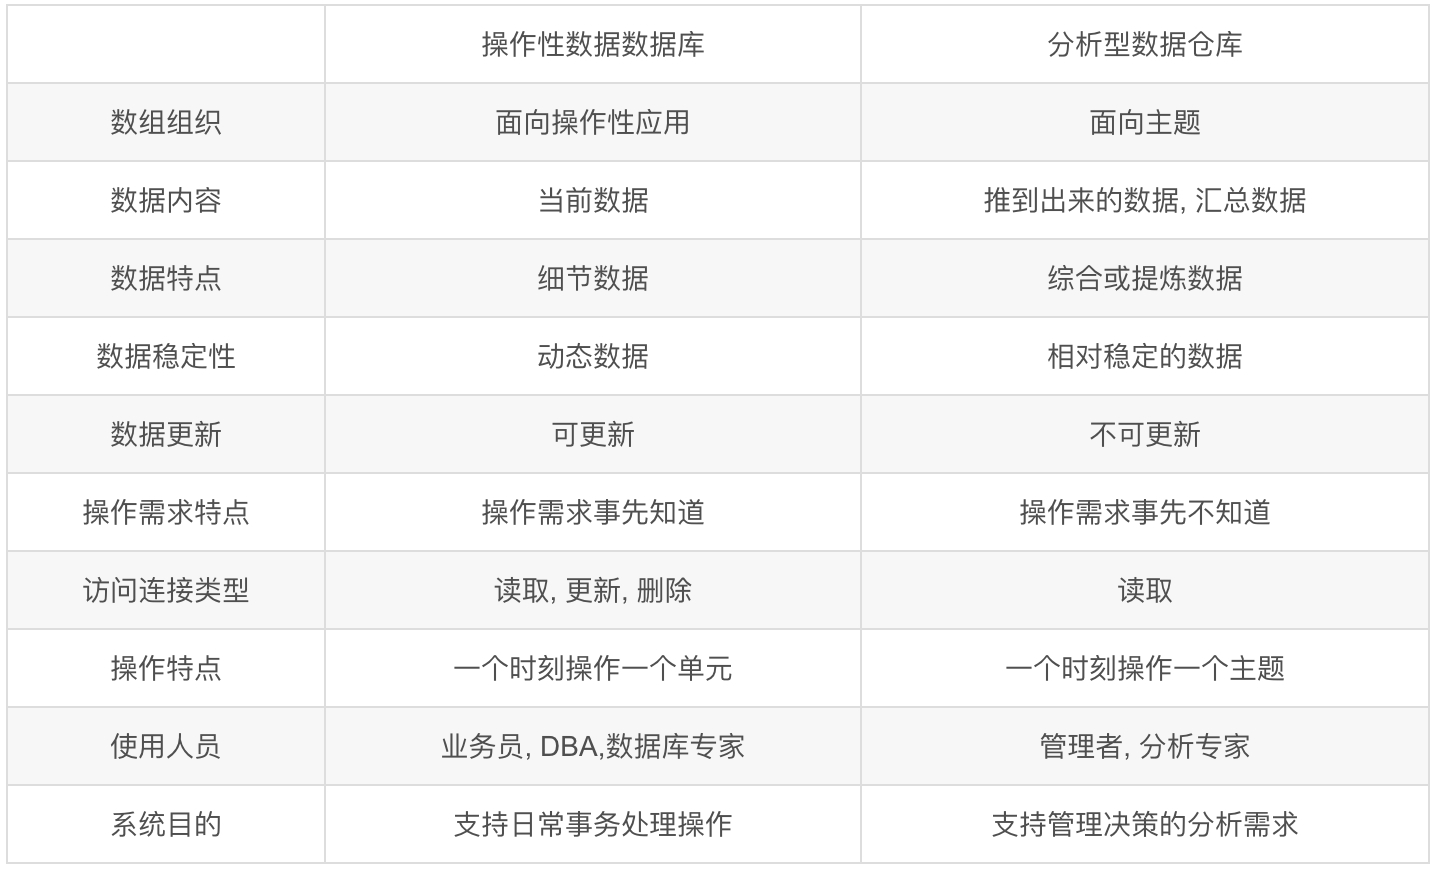 操作性数据数据库 分析型数据仓库
数组组织 面向操作性应用 面向主题
数据内容 当前数据 推到出来的数据, 汇总数据
数据特点 细节数据 综合或提炼数据
数据稳定性 动态数据 相对稳定的数据
数据更新 可更新 不可更新
操作需求特点 操作需求事先知道 操作需求事先不知道
访问连接类型 读取, 更新, 删除 读取
操作特点 一个时刻操作一个单元 一个时刻操作一个主题
使用人员 业务员, DBA,数据库专家 管理者, 分析专家
系统目的 支持日常事务处理操作 支持管理决策的分析需求